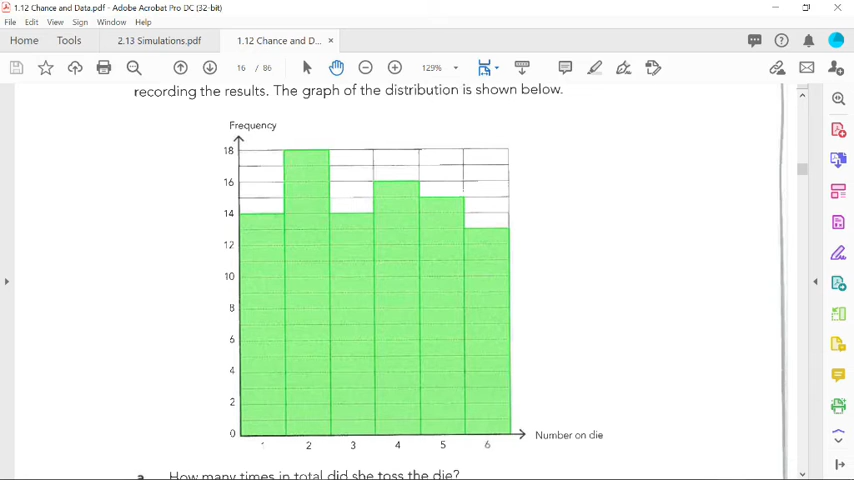 1.12 Chance and Data.pdf - Adobe Acrobat Pro DC (32-bit)
File Edit View Sign Window Help
Home Tools 2.13 Simulations.pdf 1.12 Chance and D... ×
16 / 86 129%
recording the results. The graph of the distribution is shown below.
Frequency
18
16
14
12
10
8
6
4
2
0
1 2 3 4 5 6 Number on die
a How many times in total did she toss the die?